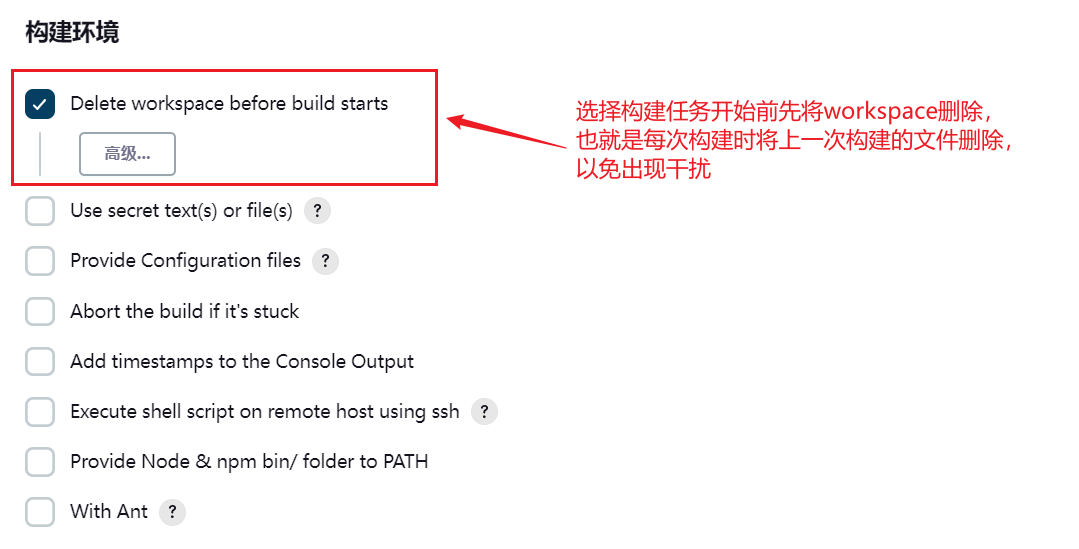 构建环境
Delete workspace before build starts
高级...
选择构建任务开始前先将workspace删除，
也就是每次构建时将上一次构建的文件删除，
以免出现干扰
Use secret text(s) or file(s) ?
Provide Configuration files ?
Abort the build if it's stuck
Add timestamps to the Console Output
Execute shell script on remote host using ssh ?
Provide Node & npm bin/ folder to PATH
With Ant ?